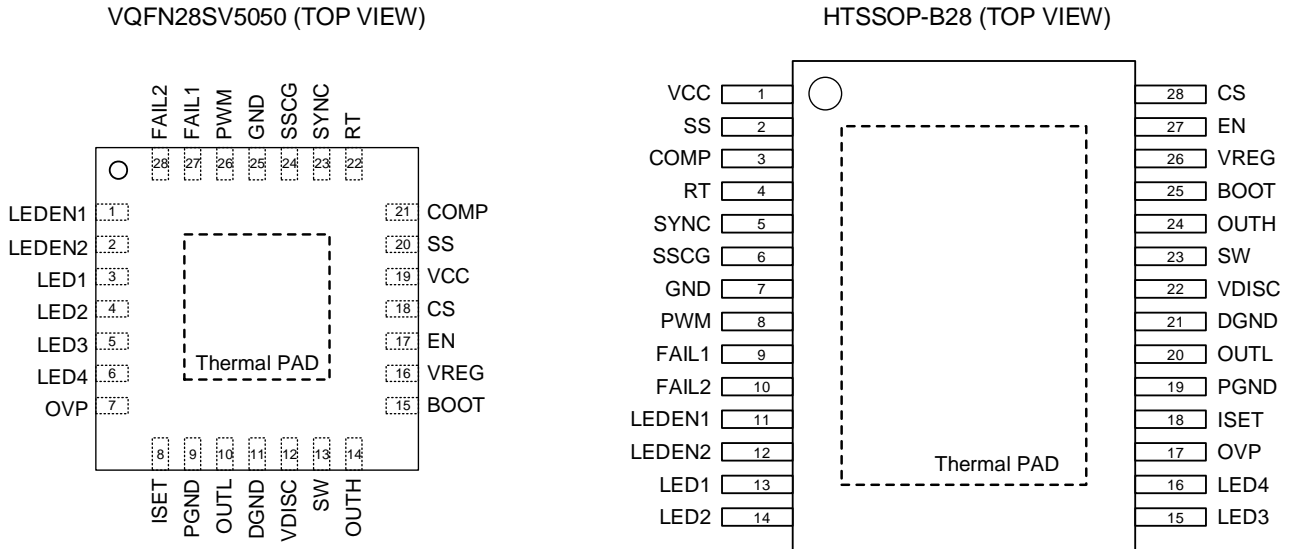 VQFN28SV5050 (TOP VIEW)
FAIL2 FAIL1 PWM GND SSCG SYNC RT
28 27 26 25 24 23 22
LEDEN1 1 21 COMP
LEDEN2 2 20 SS
LED1 3 19 VCC
LED2 4 18 CS
LED3 5 17 EN
LED4 6 16 VREG
Thermal PAD
OVP 7 15 BOOT
8 9 10 11 12 13 14
ISET PGND OUTL DGND VDISC SW OUTH
HTSSOP-B28 (TOP VIEW)
VCC 1 28 CS
SS 2 27 EN
COMP 3 26 VREG
RT 4 25 BOOT
SYNC 5 24 OUTH
SSCG 6 23 SW
GND 7 22 VDISC
PWM 8 21 DGND
FAIL1 9 20 OUTL
FAIL2 10 19 PGND
LEDEN1 11 18 ISET
LEDEN2 12 17 OVP
Thermal PAD
LED1 13 16 LED4
LED2 14 15 LED3